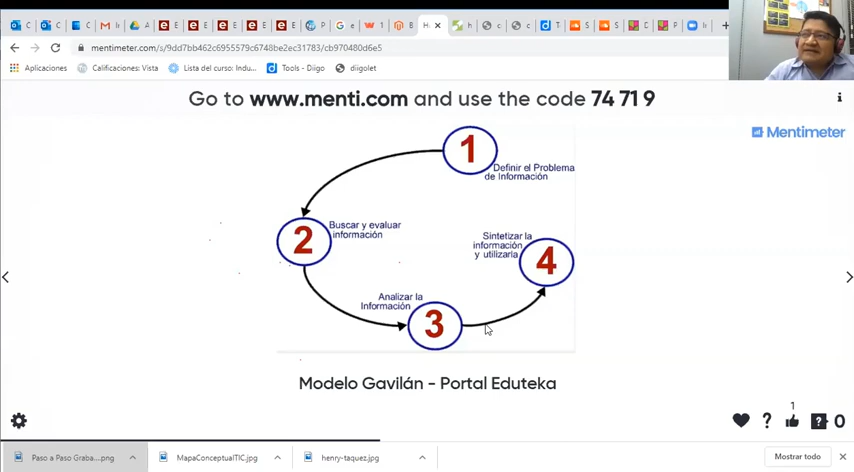 mentimeter.com/s/9dd7bb462c6955579c6748be2ec31783/cb970480d6e5
Aplicaciones
Calificaciones: Vista
Lista del curso: Indu...
Tools - Diigo
diigolet
Go to www.menti.com and use the code 74 71 9
Mentimeter
1
Definir el Problema
de Información
2
Buscar y evaluar
información
Sintetizar la
información
y utilizarla
4
Analizar la
Información
3
Modelo Gavilán - Portal Eduteka
1
0
Paso a Paso Graba....png
MapaConceptualTIC.jpg
henry-taquez.jpg
Mostrar todo